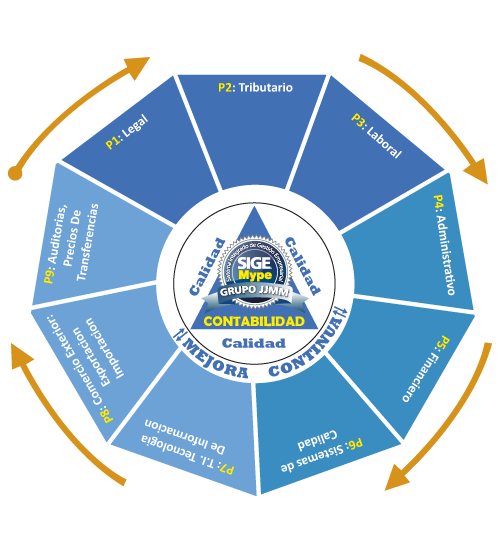 P1: Legal
P2: Tributario
P3: Laboral
P4: Administrativo
P5: Financiero
P6: Sistemas de
Calidad
P7: T.I. Tecnologia
De Informacion
P8: Comercio Exterior:
Exportacion
Importacion
P9: Auditorias,
Precios De
Transferencias
Calidad
Calidad
Sistema Integrado de Gestión Empresarial
SIGE
Mype
GRUPO JJMM
CONTABILIDAD
Calidad
MEJORA CONTINUA